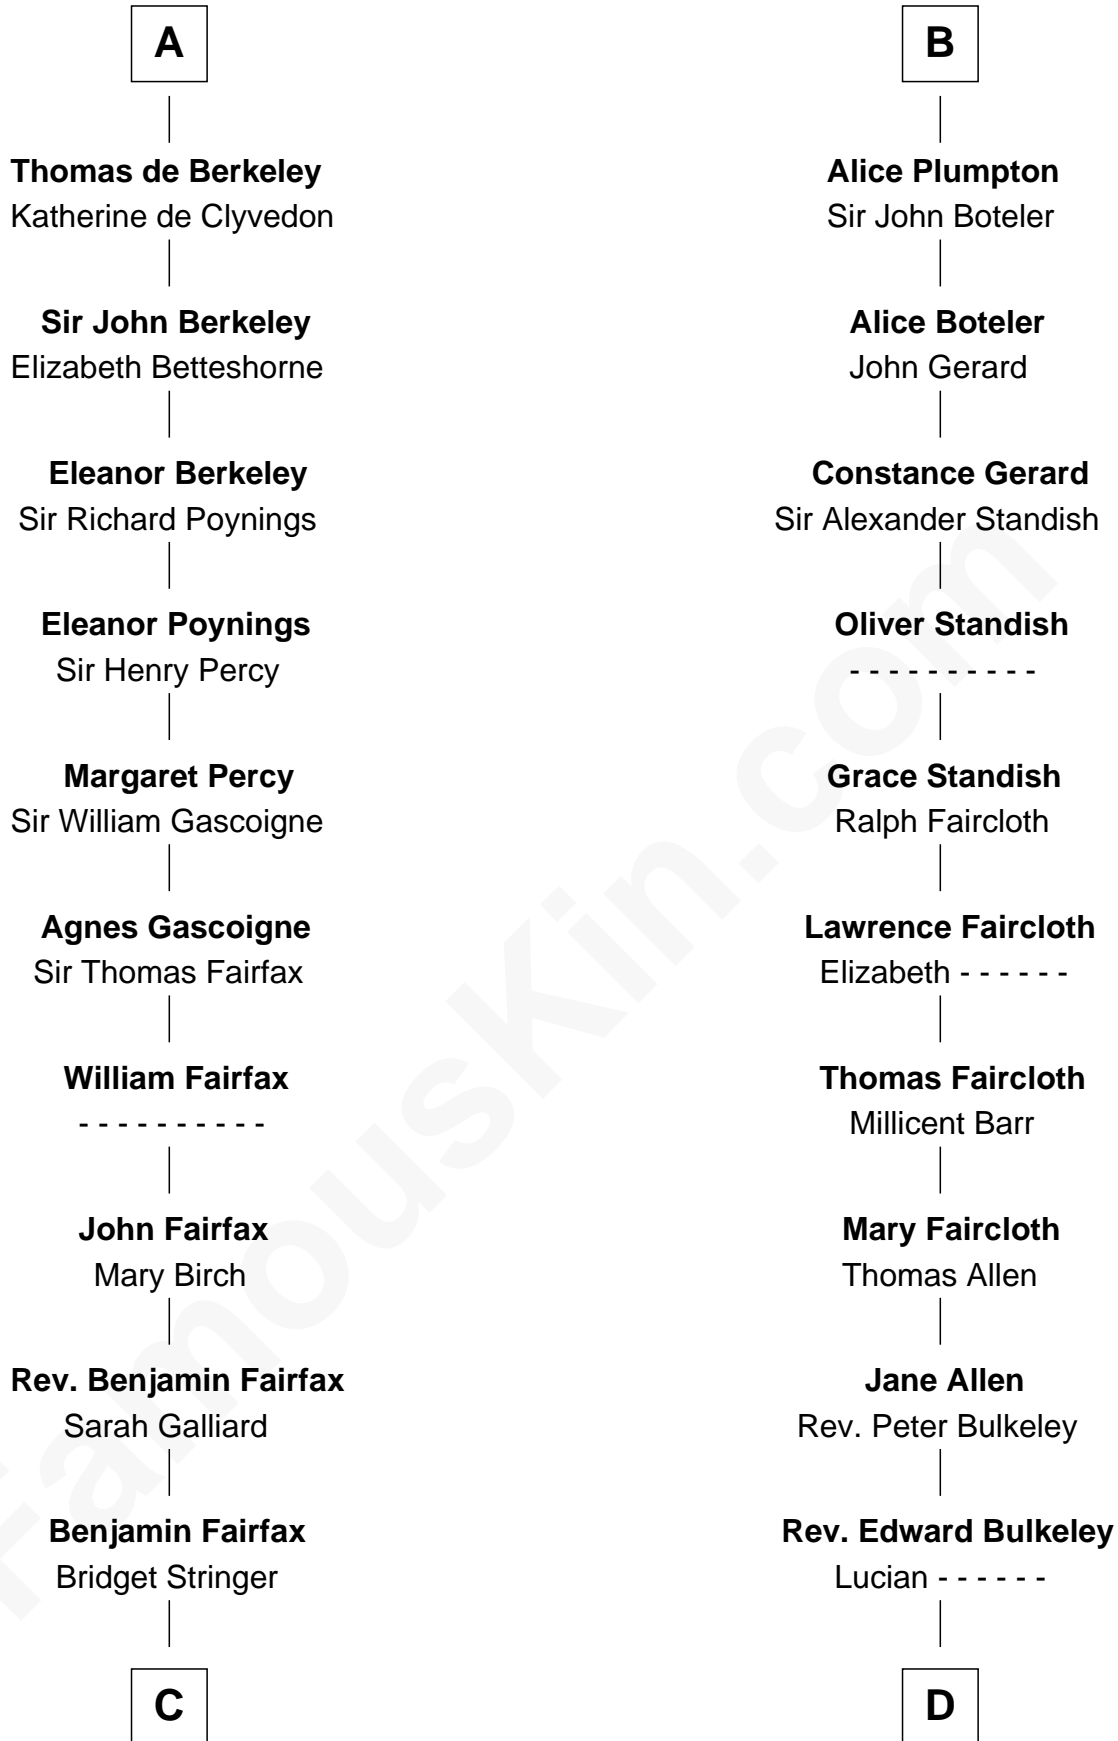 A
Thomas de Berkeley
Katherine de Clyvedon
Sir John Berkeley
Elizabeth Betteshorne
Eleanor Berkeley
Sir Richard Poynings
Eleanor Poynings
Sir Henry Percy
Margaret Percy
Sir William Gascoigne
Agnes Gascoigne
Sir Thomas Fairfax
William Fairfax
- - - - - - - - - -
John Fairfax
Mary Birch
Rev. Benjamin Fairfax
Sarah Galliard
Benjamin Fairfax
Bridget Stringer
C
B
Alice Plumpton
Sir John Boteler
Alice Boteler
John Gerard
Constance Gerard
Sir Alexander Standish
Oliver Standish
- - - - - - - - - -
Grace Standish
Ralph Faircloth
Lawrence Faircloth
Elizabeth - - - - - -
Thomas Faircloth
Millicent Barr
Mary Faircloth
Thomas Allen
Jane Allen
Rev. Peter Bulkeley
Rev. Edward Bulkeley
Lucian - - - - - -
D
FamousKin.com